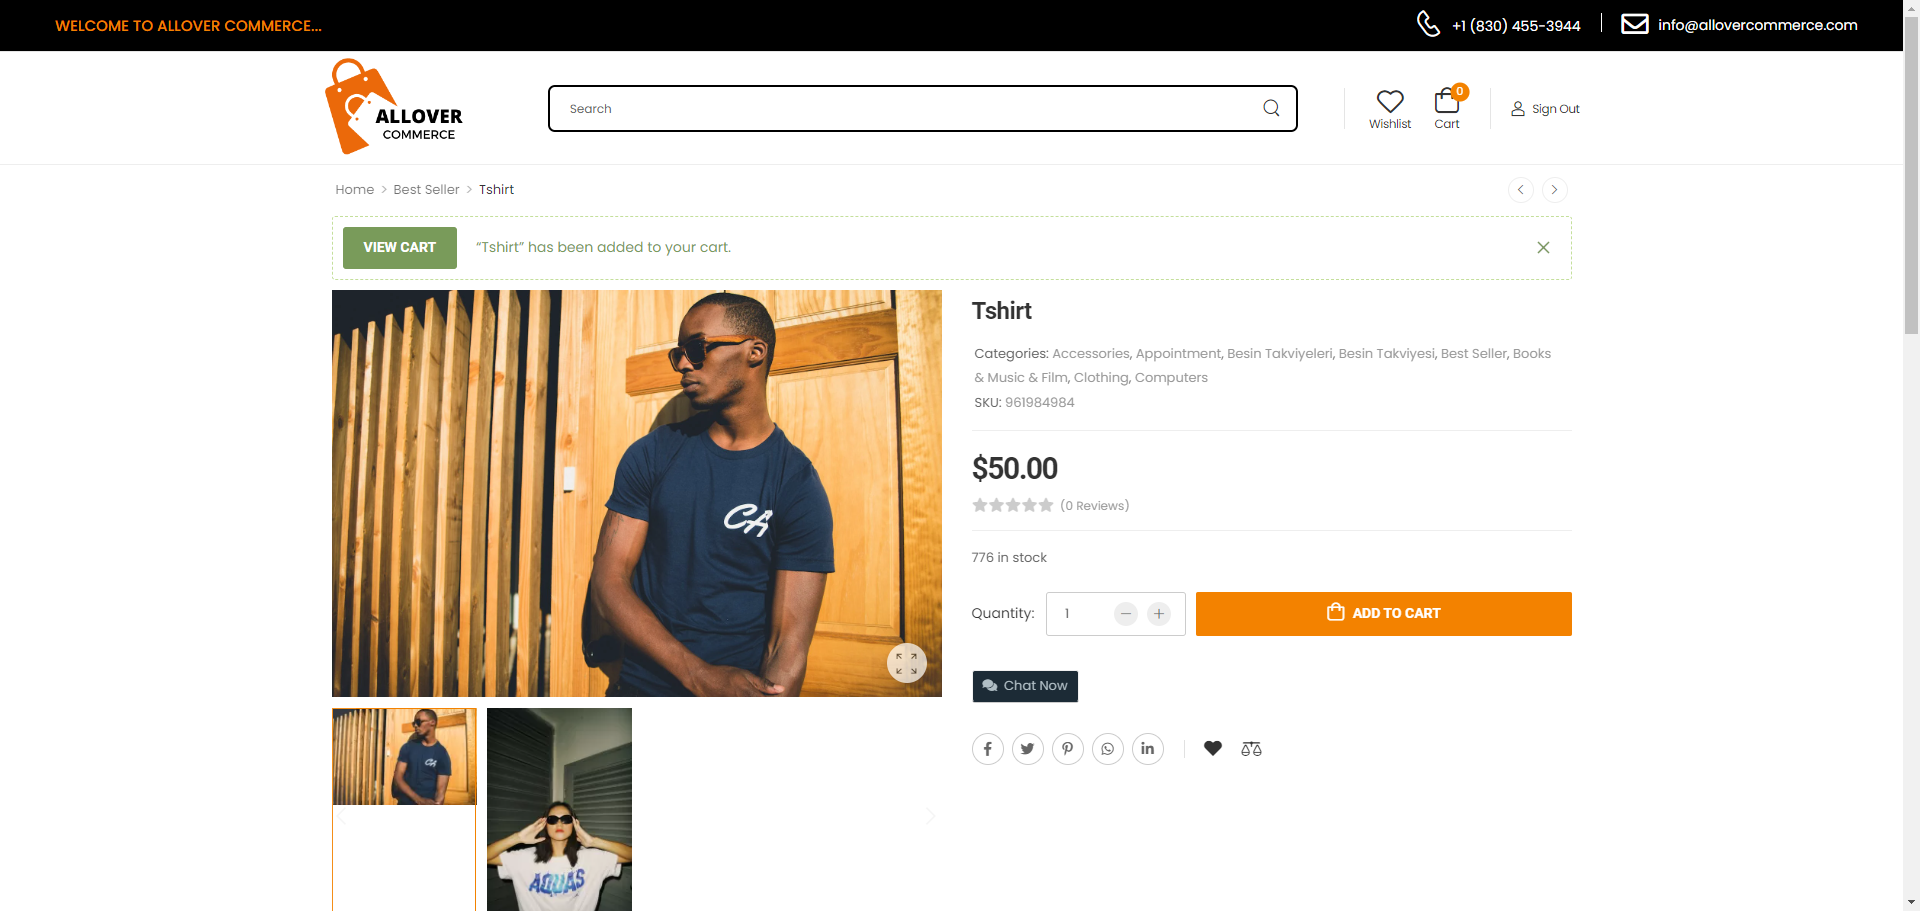 WELCOME TO ALLOVER COMMERCE...
+1 (830) 455-3944
info@allovercommerce.com
ALLOVER
COMMERCE
Search
Wishlist
0
Cart
Sign Out
Home > Best Seller > Tshirt
VIEW CART
“Tshirt” has been added to your cart.
CA
Tshirt
Categories: Accessories, Appointment, Besin Takviyeleri, Besin Takviyesi, Best Seller, Books
& Music & Film, Clothing, Computers
SKU: 961984984
$50.00
(0 Reviews)
776 in stock
Quantity:
1
ADD TO CART
Chat Now
CA
AQUAS